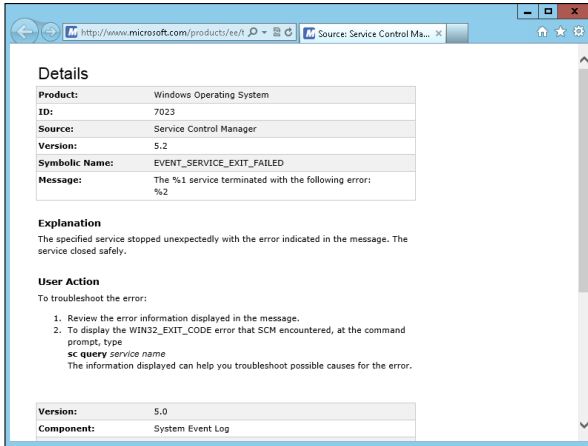 http://www.microsoft.com/products/ee/t
Source: Service Control Ma...
Details
Product: Windows Operating System
ID: 7023
Source: Service Control Manager
Version: 5.2
Symbolic Name: EVENT_SERVICE_EXIT_FAILED
Message: The %1 service terminated with the following error:
%2
Explanation
The specified service stopped unexpectedly with the error indicated in the message. The
service closed safely.
User Action
To troubleshoot the error:
1. Review the error information displayed in the message.
2. To display the WIN32_EXIT_CODE error that SCM encountered, at the command
prompt, type
sc query service name
The information displayed can help you troubleshoot possible causes for the error.
Version: 5.0
Component: System Event Log